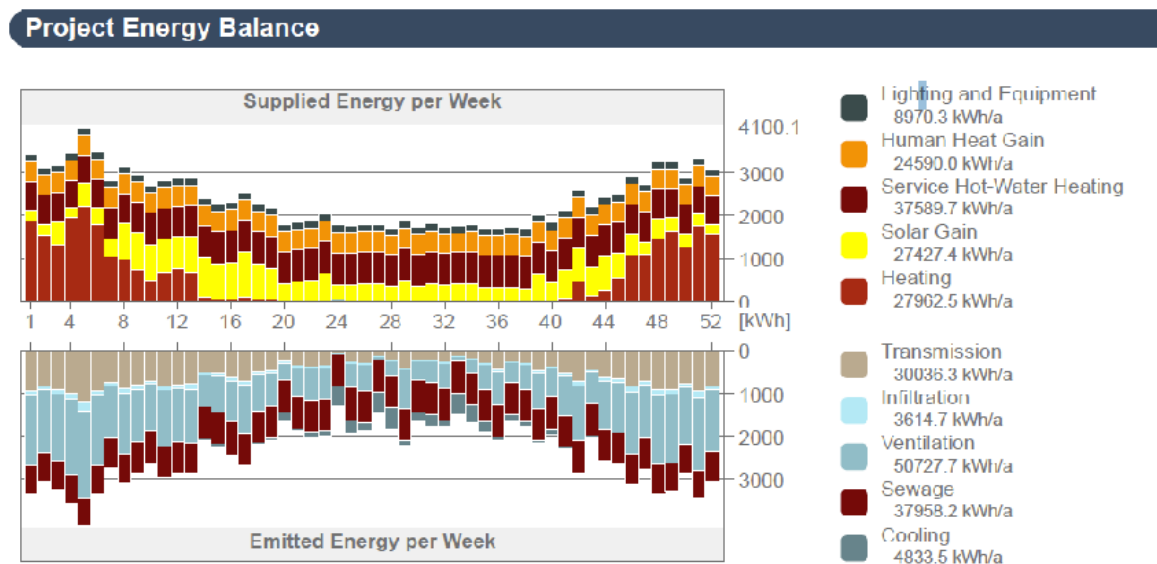 Project Energy Balance
Supplied Energy per Week
4100.1
3000
2000
1000
0
1 4 8 12 16 20 24 28 32 36 40 44 48 52 [kWh]
0
1000
2000
3000
Emitted Energy per Week
Lighting and Equipment
8970.3 kWh/a
Human Heat Gain
24590.0 kWh/a
Service Hot-Water Heating
37589.7 kWh/a
Solar Gain
27427.4 kWh/a
Heating
27962.5 kWh/a
Transmission
30036.3 kWh/a
Infiltration
3614.7 kWh/a
Ventilation
50727.7 kWh/a
Sewage
37958.2 kWh/a
Cooling
4833.5 kWh/a